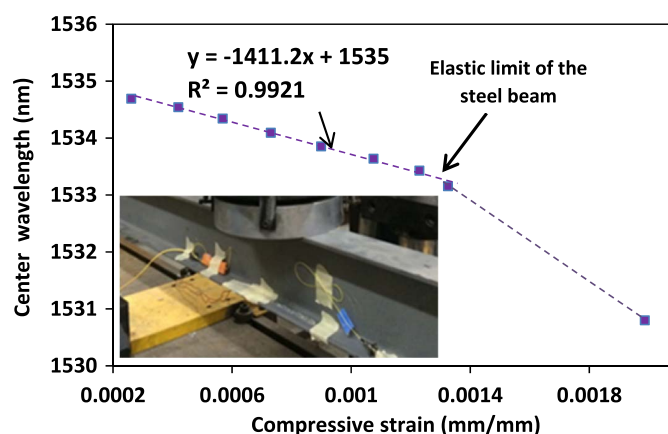 1536
1535
1534
1533
1532
1531
1530
Center wavelength (nm)
y = -1411.2x + 1535
R² = 0.9921
Elastic limit of the
steel beam
0.0002 0.0006 0.001 0.0014 0.0018
Compressive strain (mm/mm)